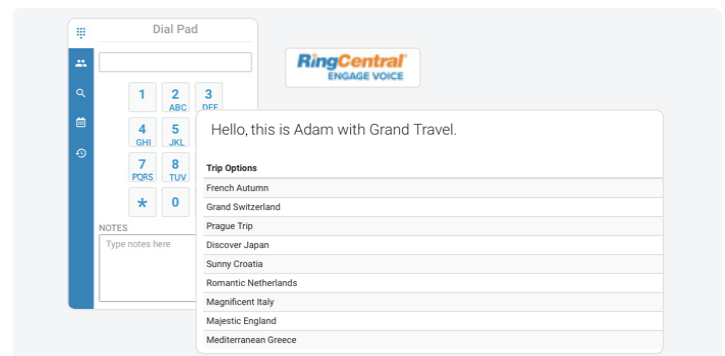 Dial Pad
RingCentral®
ENGAGE VOICE
1
2
ABC
3
DEF
4
GHI
5
JKL
7
PQRS
8
TUV
*
0
NOTES
Type notes here
Hello, this is Adam with Grand Travel.
Trip Options
French Autumn
Grand Switzerland
Prague Trip
Discover Japan
Sunny Croatia
Romantic Netherlands
Magnificent Italy
Majestic England
Mediterranean Greece